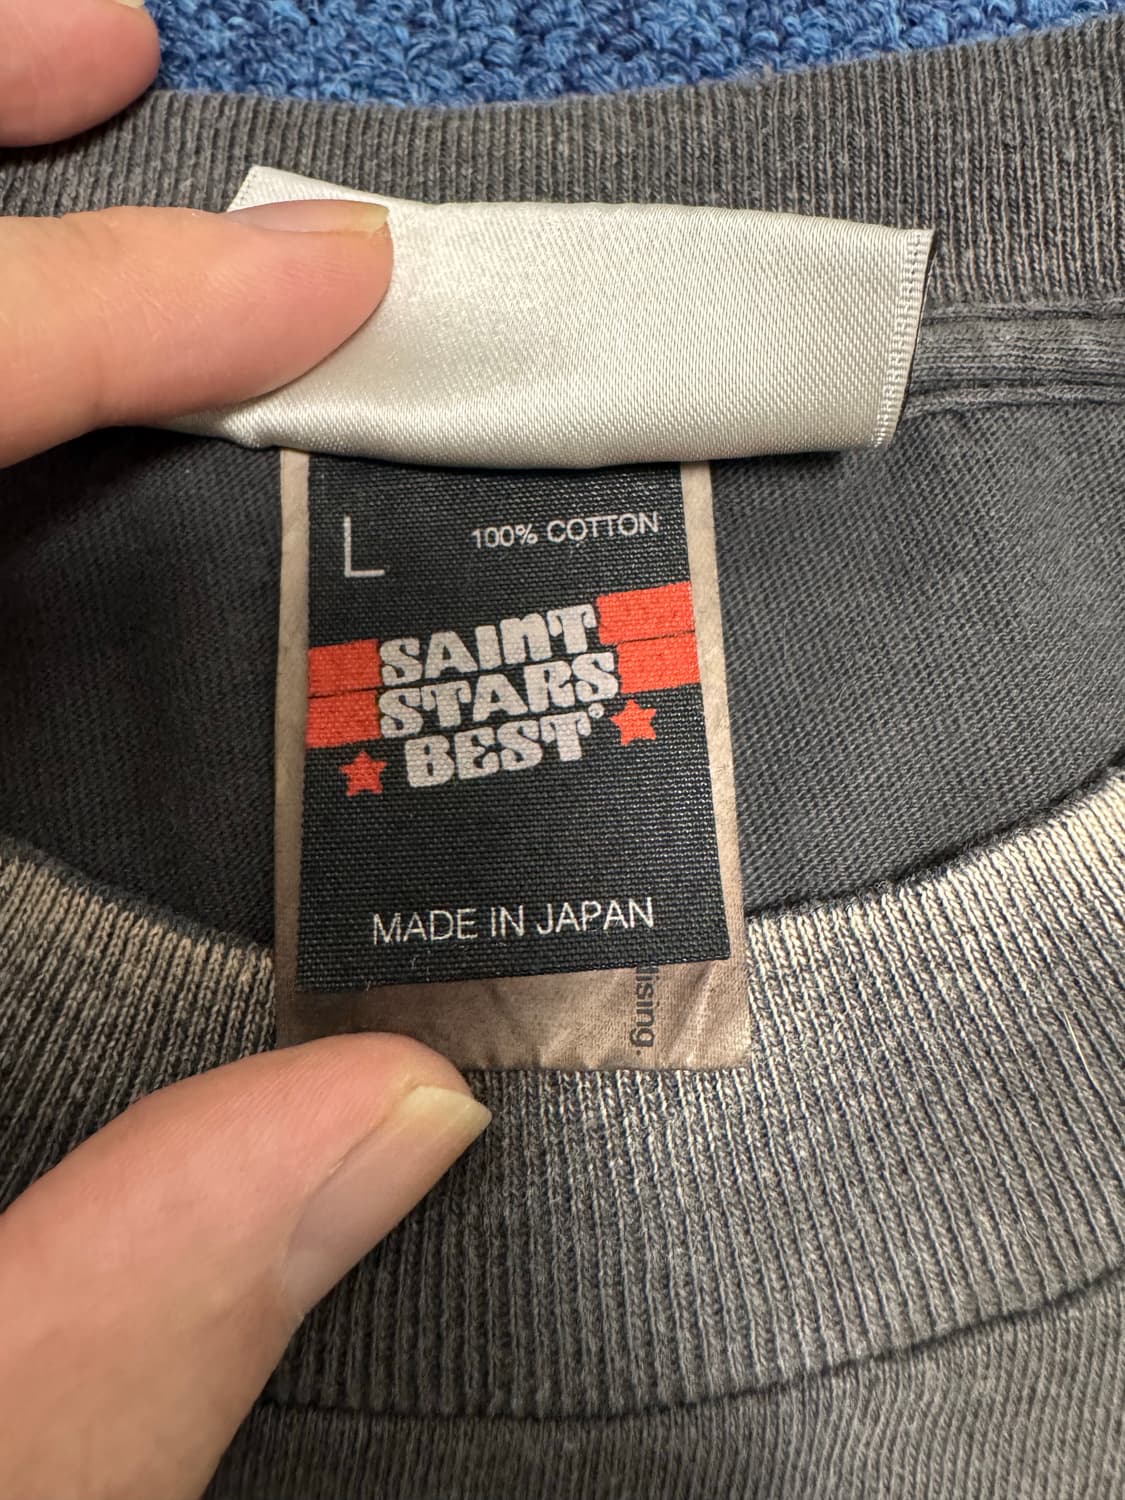 L
100% COTTON
SAINT
STARS
BEST
MADE IN JAPAN